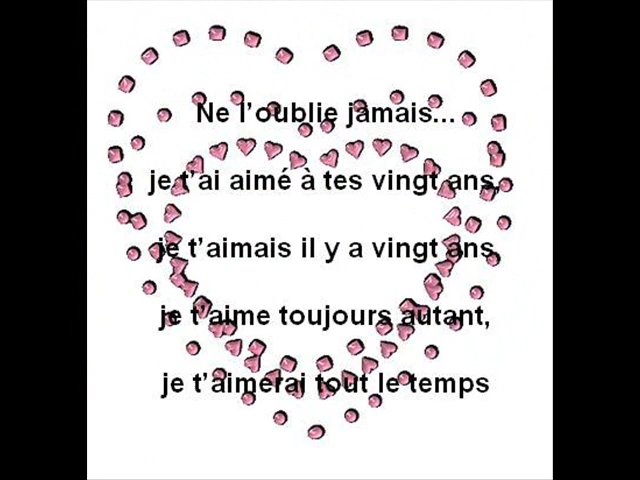 Ne l'oublie jamais...
je t'ai aimé à tes vingt ans,
je t'aimais il y a vingt ans,
je t'aime toujours autant,
je t'aimerai tout le temps